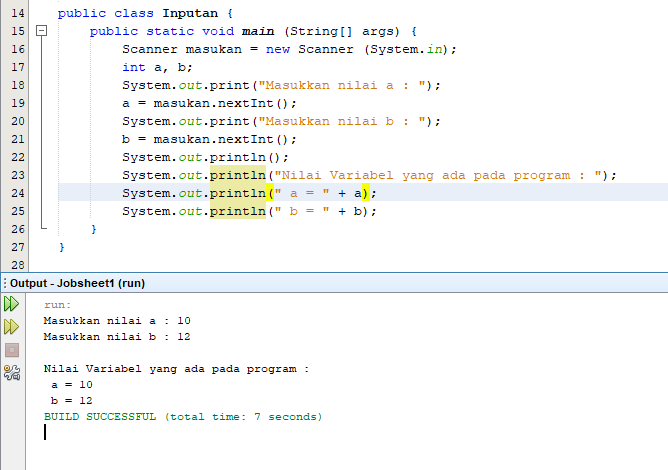 14 public class Inputan {
15 public static void main (String[] args) {
16 Scanner masukan = new Scanner (System.in);
17 int a, b;
18 System.out.print("Masukkan nilai a : ");
19 a = masukan.nextInt();
20 System.out.print("Masukkan nilai b : ");
21 b = masukan.nextInt();
22 System.out.println();
23 System.out.println("Nilai Variabel yang ada pada program : ");
24 System.out.println(" a = " + a);
25 System.out.println(" b = " + b);
26 }
27 }
28
Output - Jobsheet1 (run)
run:
Masukkan nilai a : 10
Masukkan nilai b : 12
Nilai Variabel yang ada pada program :
a = 10
b = 12
BUILD SUCCESSFUL (total time: 7 seconds)